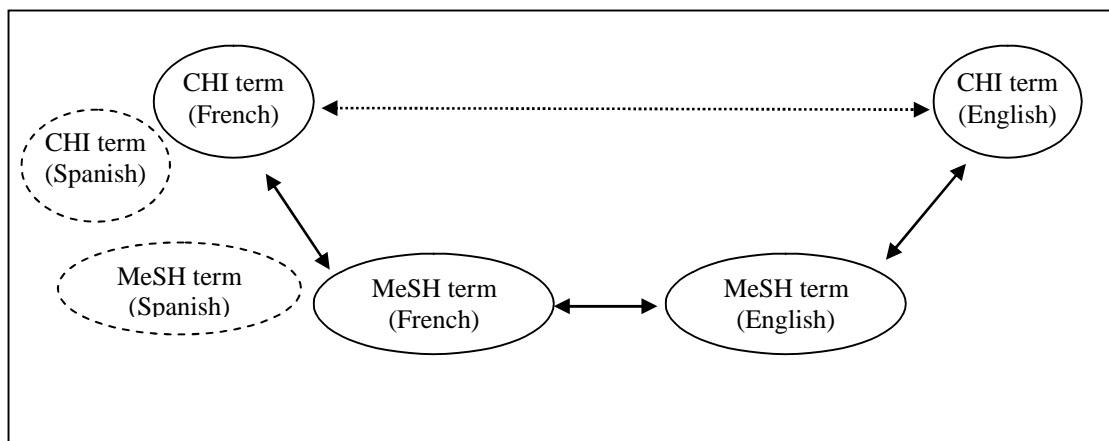 CHI term
(French)
CHI term
(English)
CHI term
(Spanish)
MeSH term
(Spanish)
MeSH term
(French)
MeSH term
(English)